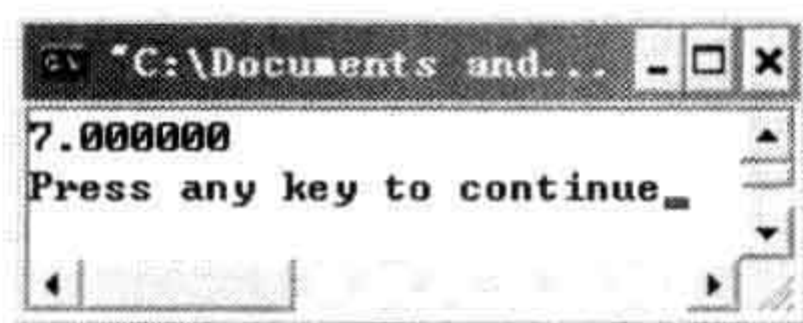 "C:\Documents and...
7.000000
Press any key to continue_